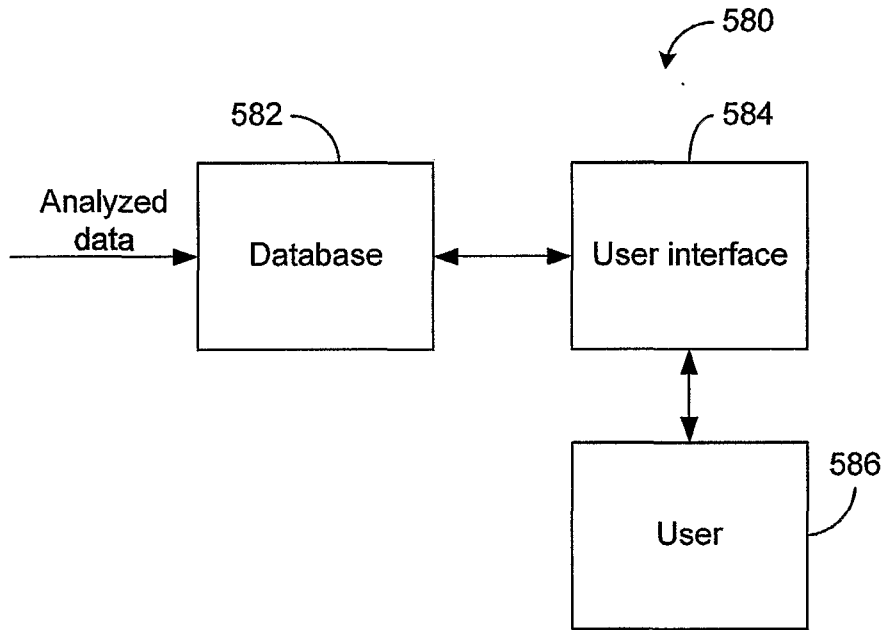 580
582
584
Analyzed
data
Database
User interface
586
User